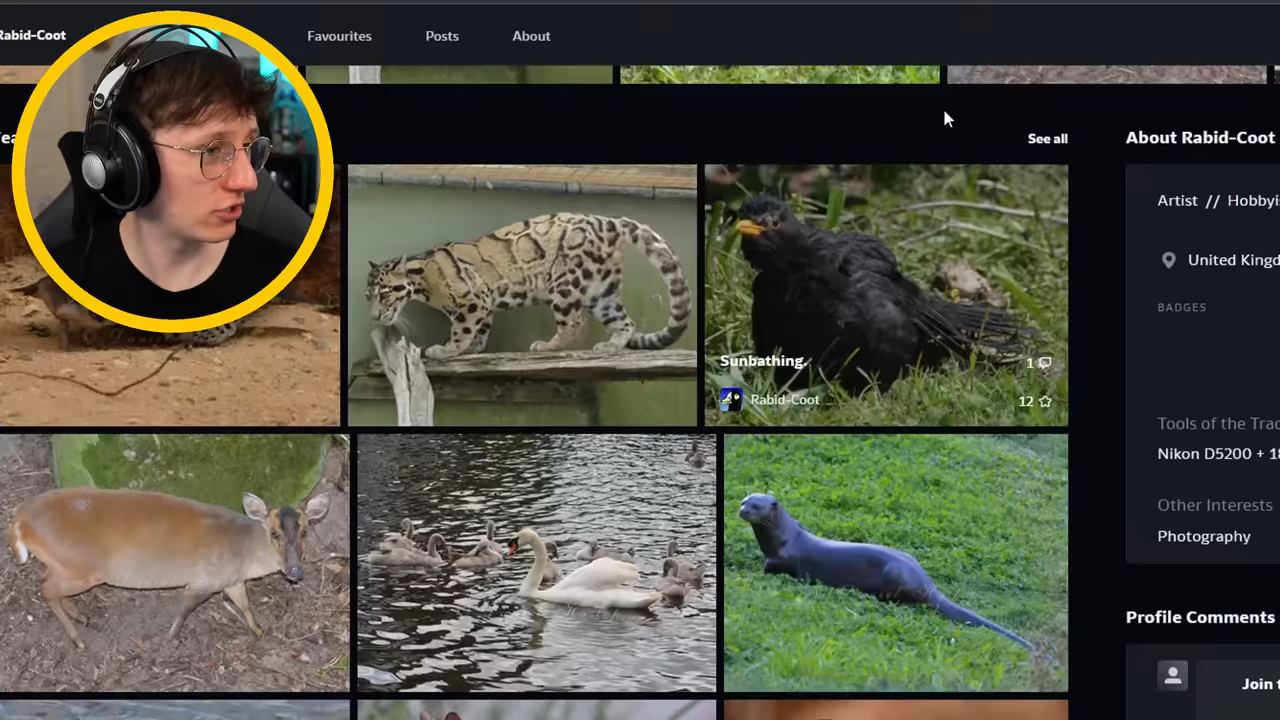 Rabid-Coot
Favourites
Posts
About
See all
About Rabid-Coot
Artist // Hobbyi
United Kingd
BADGES
Sunbathing.
1
Rabid-Coot
12
Tools of the Trac
Nikon D5200 + 18
Other Interests
Photography
Profile Comments
Join t